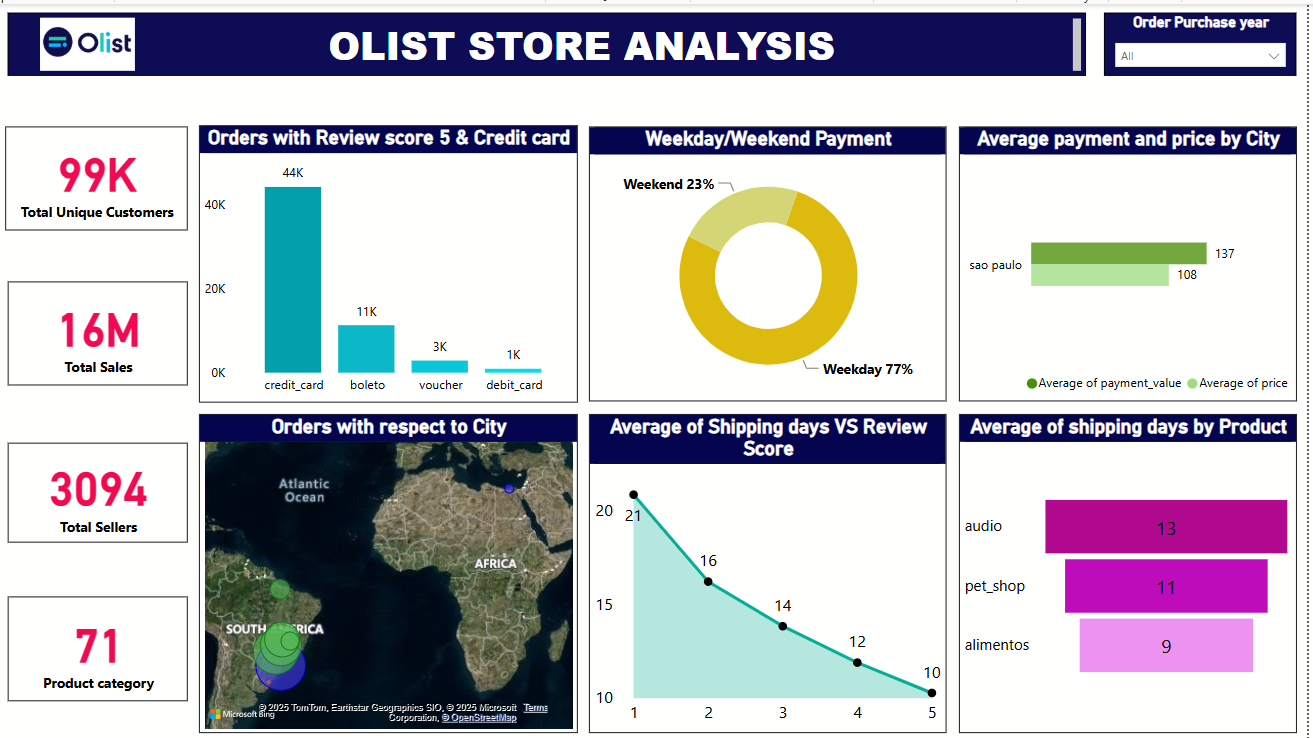 Olist
OLIST STORE ANALYSIS
Order Purchase year
All
99K
Total Unique Customers
16M
Total Sales
3094
Total Sellers
71
Product category
Orders with Review score 5 & Credit card
44K
40K
20K
0K
11K
3K
1K
credit_card
boleto
voucher
debit_card
Weekday/Weekend Payment
Weekend 23%
Weekday 77%
Average payment and price by City
sao paulo
137
108
Average of payment_value
Average of price
Orders with respect to City
Atlantic
Ocean
AFRICA
SOUTH AMERICA
Microsoft Bing
© 2025 TomTom, Earthstar Geographics SIO, © 2025 Microsoft Corporation, © OpenStreetMap Terms
Average of Shipping days VS Review
Score
20
15
10
21
16
14
12
10
1
2
3
4
5
Average of shipping days by Product
audio
13
pet_shop
11
alimentos
9